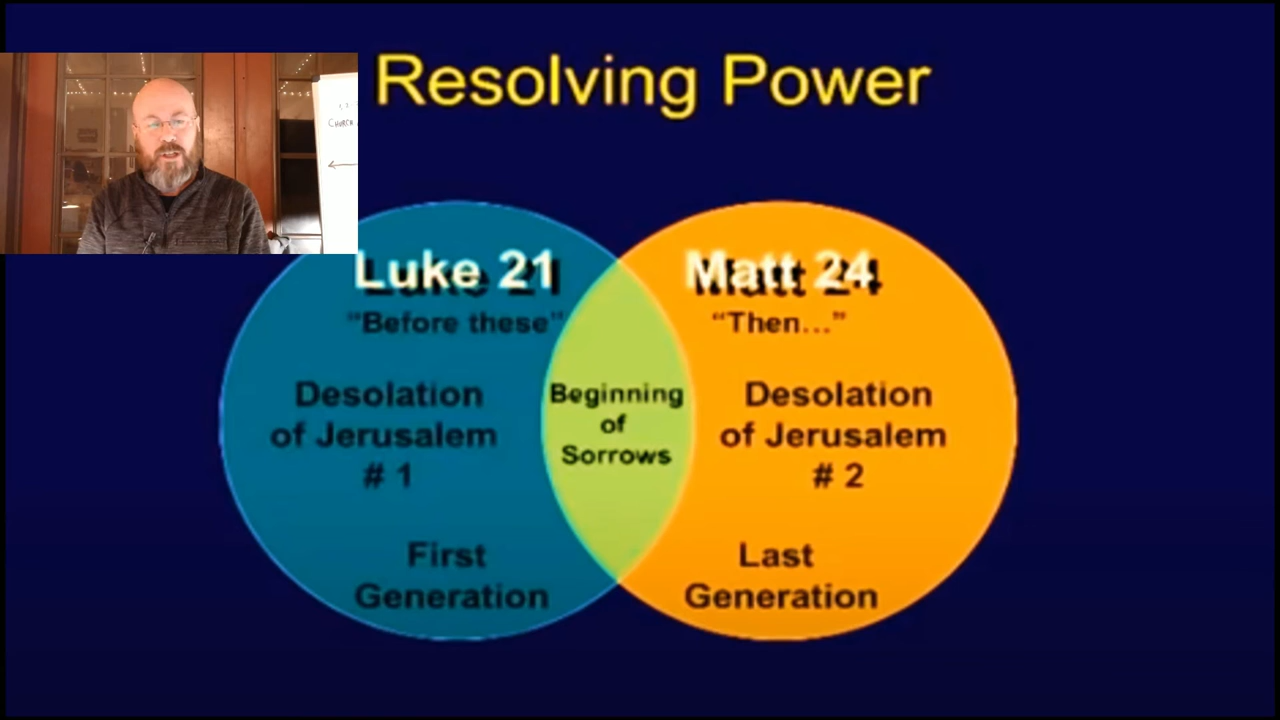 Resolving Power
CHURCH
Luke 21
"Before these"
Desolation
of Jerusalem
# 1
First
Generation
Beginning
of
Sorrows
Matt 24
“Then...”
Desolation
of Jerusalem
# 2
Last
Generation